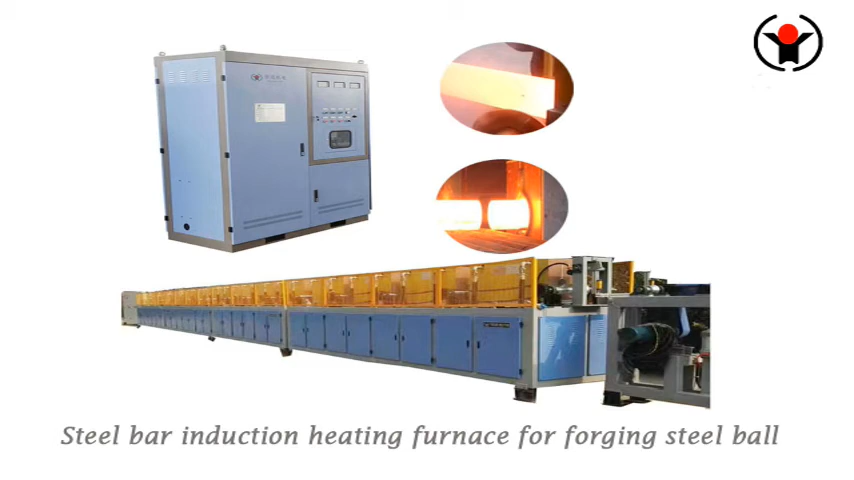 Steel bar induction heating furnace for forging steel ball